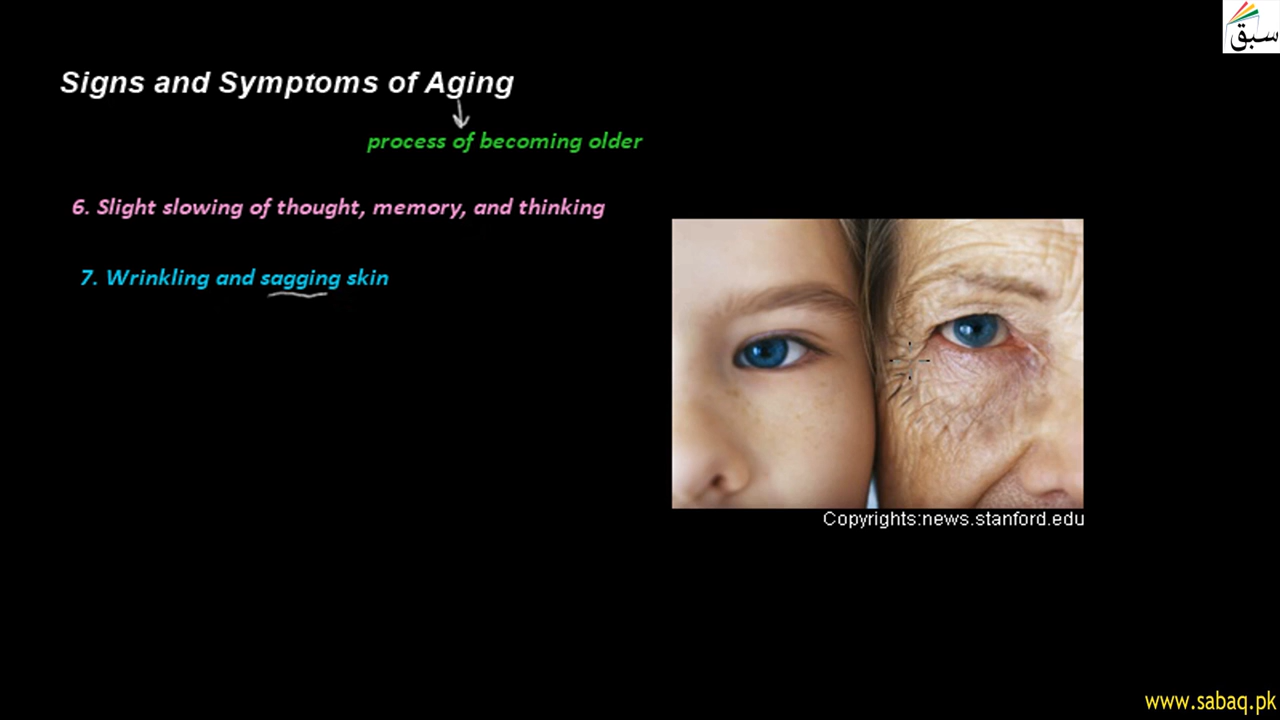 سبق
Signs and Symptoms of Aging
process of becoming older
6. Slight slowing of thought, memory, and thinking
7. Wrinkling and sagging skin
Copyrights:news.stanford.edu
www.sabaq.pk